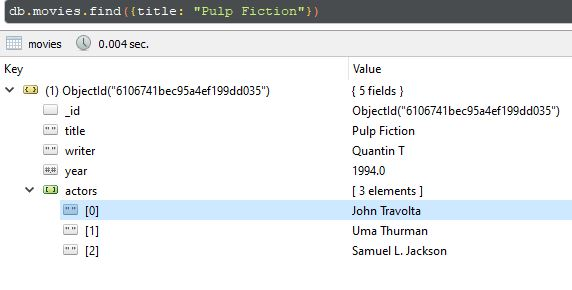 db.movies.find({title: "Pulp Fiction"})
movies 0.004 sec.
Key Value
(1) ObjectId("6106741bec95a4ef199dd035") { 5 fields }
_id ObjectId("6106741bec95a4ef199dd035")
"" title Pulp Fiction
"" writer Quantin T
## year 1994.0
actors [ 3 elements ]
"" [0] John Travolta
"" [1] Uma Thurman
"" [2] Samuel L. Jackson